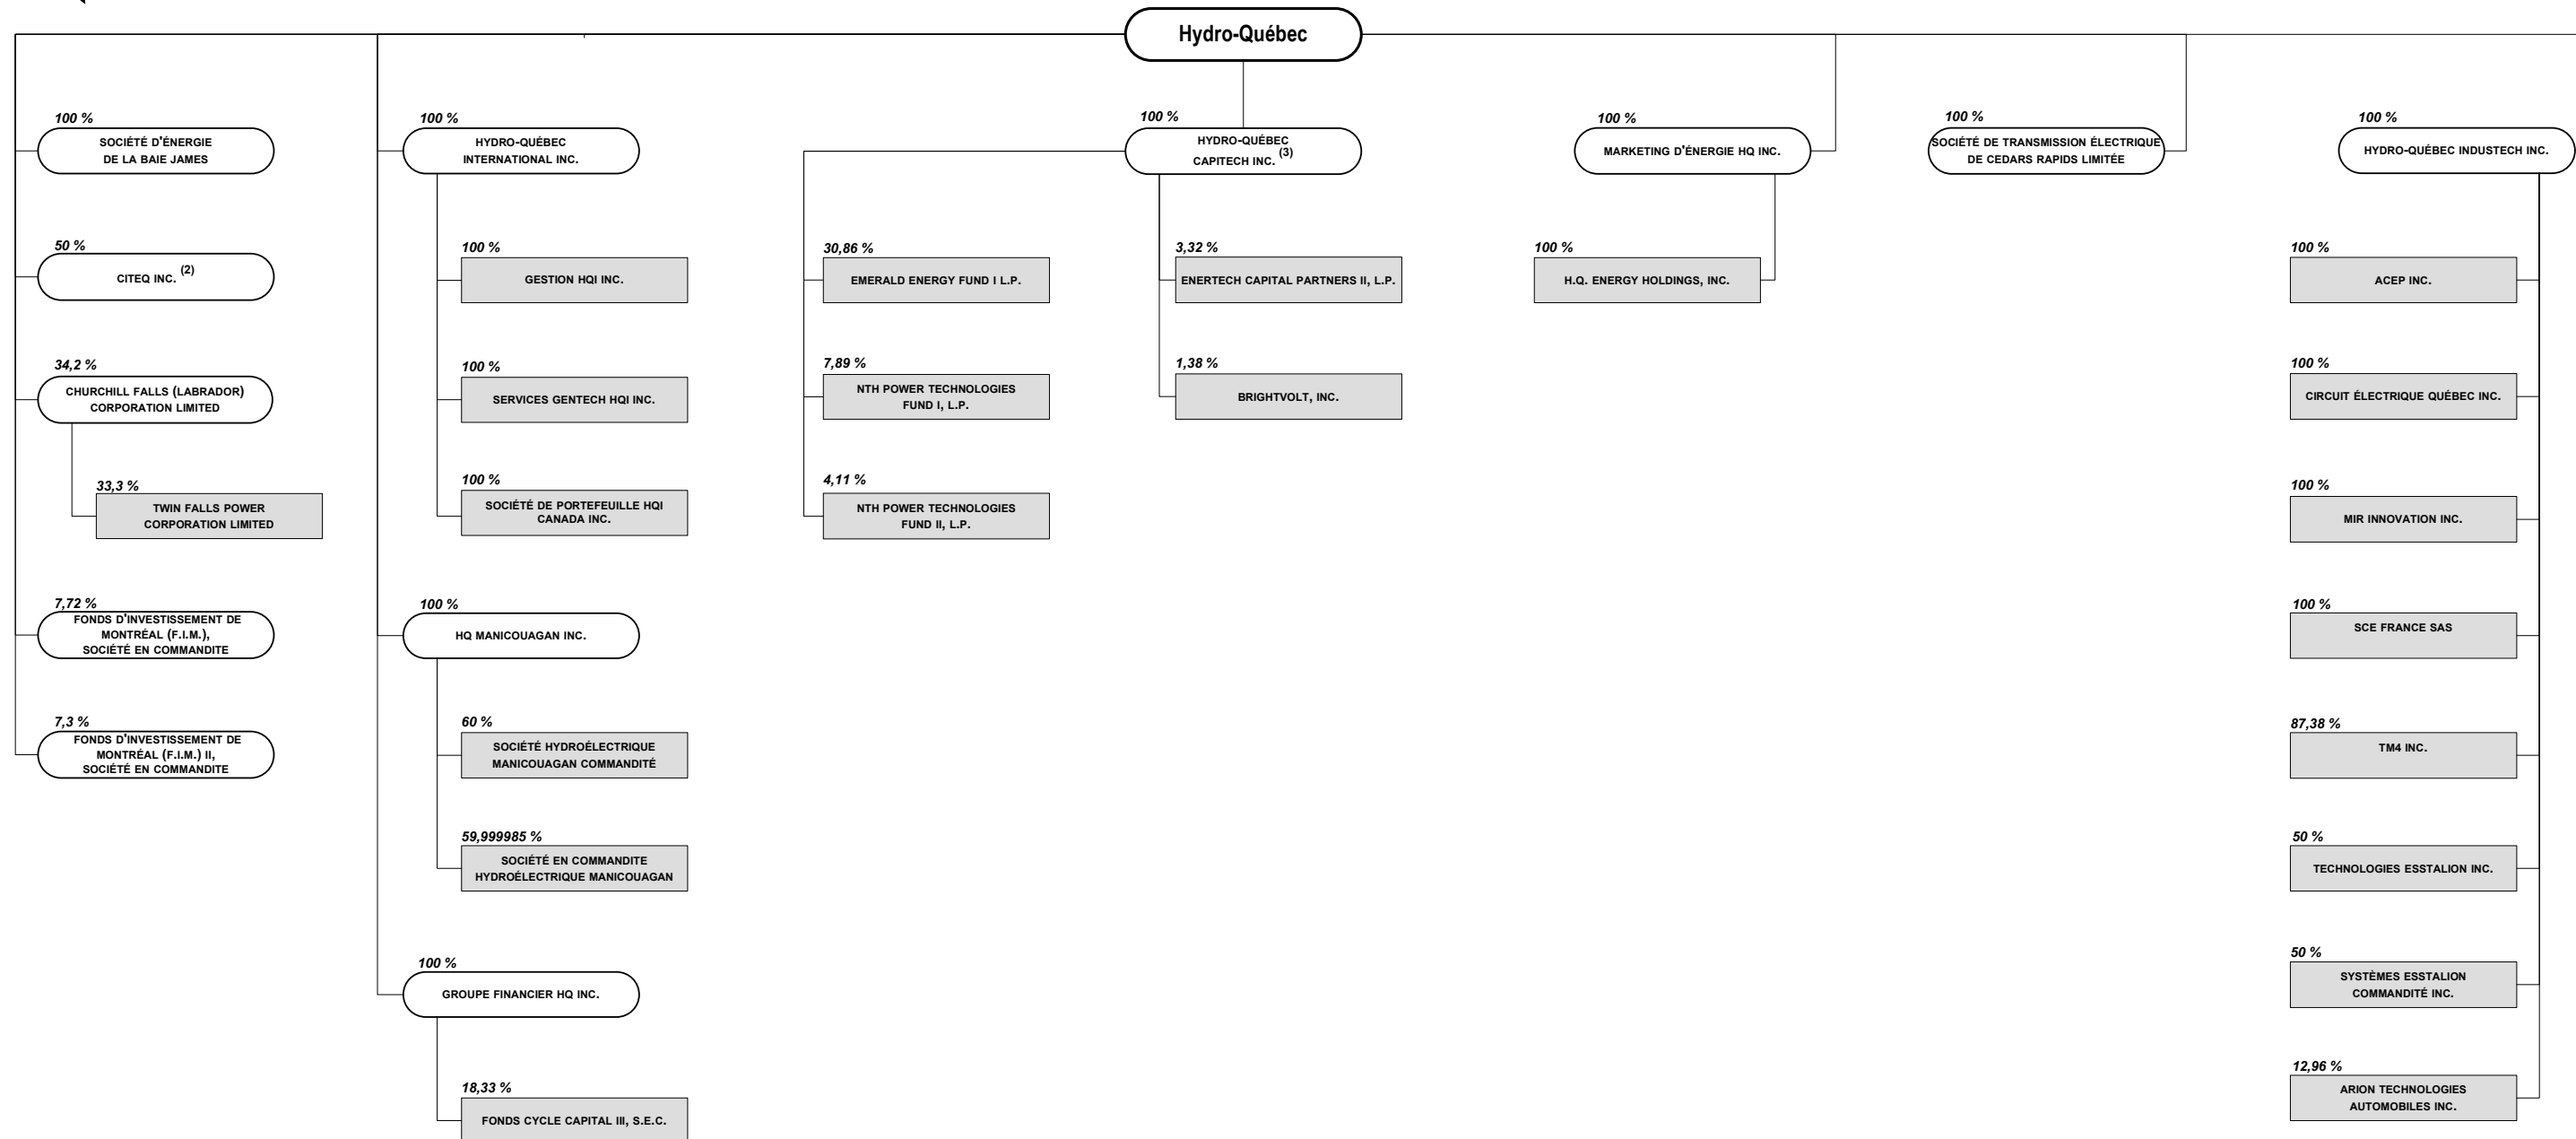 Hydro-Québec
100 %
SOCIÉTÉ D'ÉNERGIE
DE LA BAIE JAMES
50 %
CITEQ INC. (2)
34,2 %
CHURCHILL FALLS (LABRADOR)
CORPORATION LIMITED
33,3 %
TWIN FALLS POWER
CORPORATION LIMITED
7,72 %
FONDS D'INVESTISSEMENT DE
MONTRÉAL (F.I.M.),
SOCIÉTÉ EN COMMANDITE
7,3 %
FONDS D'INVESTISSEMENT DE
MONTRÉAL (F.I.M.) II,
SOCIÉTÉ EN COMMANDITE
100 %
HYDRO-QUÉBEC
INTERNATIONAL INC.
100 %
GESTION HQI INC.
100 %
SERVICES GENTECH HQI INC.
100 %
SOCIÉTÉ DE PORTEFEUILLE HQI
CANADA INC.
100 %
HQ MANICOUAGAN INC.
60 %
SOCIÉTÉ HYDROÉLECTRIQUE
MANICOUAGAN COMMANDITÉ
59,999985 %
SOCIÉTÉ EN COMMANDITE
HYDROÉLECTRIQUE MANICOUAGAN
100 %
GROUPE FINANCIER HQ INC.
18,33 %
FONDS CYCLE CAPITAL III, S.E.C.
100 %
HYDRO-QUÉBEC
CAPITECH INC. (3)
30,86 %
EMERALD ENERGY FUND I L.P.
7,89 %
NTH POWER TECHNOLOGIES
FUND I, L.P.
4,11 %
NTH POWER TECHNOLOGIES
FUND II, L.P.
3,32 %
ENERTECH CAPITAL PARTNERS II, L.P.
1,38 %
BRIGHTVOLT, INC.
100 %
MARKETING D'ÉNERGIE HQ INC.
100 %
H.Q. ENERGY HOLDINGS, INC.
100 %
SOCIÉTÉ DE TRANSMISSION ÉLECTRIQUE
DE CEDARS RAPIDS LIMITÉE
100 %
HYDRO-QUÉBEC INDUSTECH INC.
100 %
ACEP INC.
100 %
CIRCUIT ÉLECTRIQUE QUÉBEC INC.
100 %
MIR INNOVATION INC.
100 %
SCE FRANCE SAS
87,38 %
TM4 INC.
50 %
TECHNOLOGIES ESSTALION INC.
50 %
SYSTÈMES ESSTALION
COMMANDITÉ INC.
12,96 %
ARION TECHNOLOGIES
AUTOMOBILES INC.